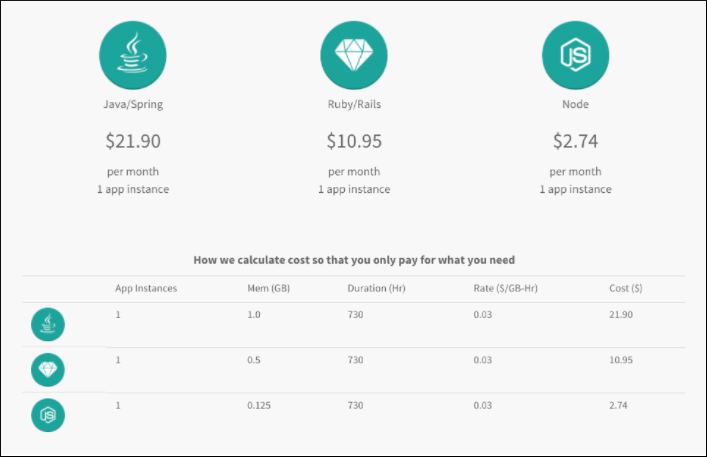 Java/Spring Ruby/Rails Node
$21.90 $10.95 $2.74
per month per month per month
1 app instance 1 app instance 1 app instance
JS
How we calculate cost so that you only pay for what you need
App Instances Mem (GB) Duration (Hr) Rate ($/GB-Hr) Cost ($)
1 1.0 730 0.03 21.90
1 0.5 730 0.03 10.95
JS 1 0.125 730 0.03 2.74